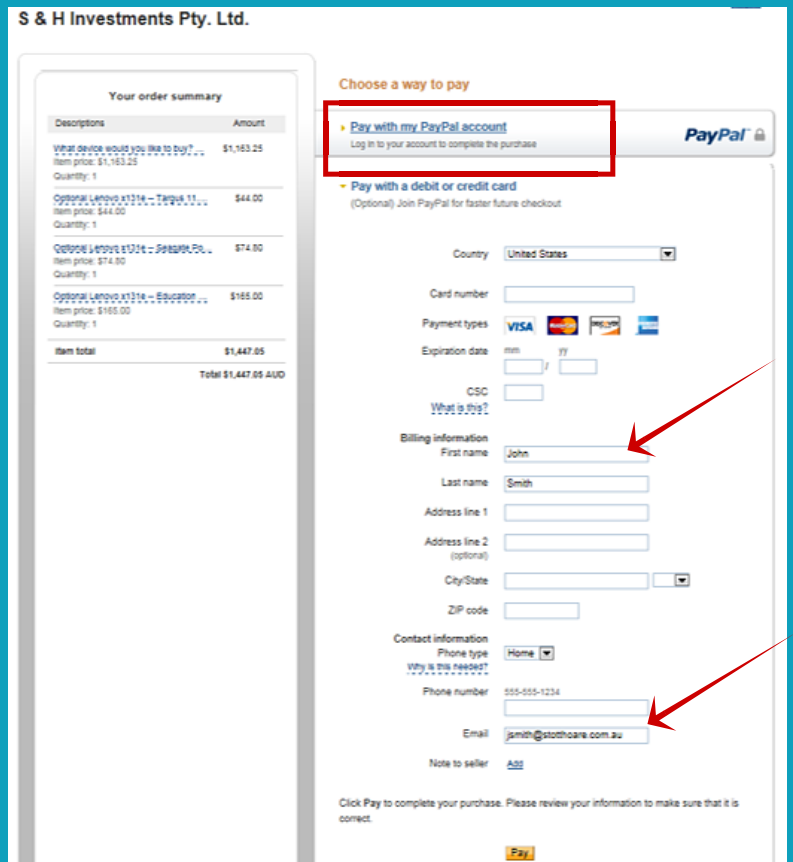 S & H Investments Pty. Ltd.
Your order summary
Descriptions Amount
What device would you like to buy? ... $1,163.25
Item price: $1,163.25
Quantity: 1
Optional Lenovo x131e – Targus 11.... $44.00
Item price: $44.00
Quantity: 1
Optional Lenovo x131e – Seagate Po... $74.80
Item price: $74.80
Quantity: 1
Optional Lenovo x131e – Education ... $165.00
Item price: $165.00
Quantity: 1
Item total $1,447.05
Total $1,447.05 AUD
Choose a way to pay
Pay with my PayPal account
Log in to your account to complete the purchase
PayPal
Pay with a debit or credit card
(Optional) Join PayPal for faster future checkout
Country United States
Card number
Payment types VISA MasterCard DISCOVER
Expiration date mm yy
/
CSC
What is this?
Billing information
First name John
Last name Smith
Address line 1
Address line 2
(optional)
City/State
ZIP code
Contact information
Phone type Home
Why is this needed?
Phone number 555-555-1234
Email jsmith@stotthoare.com.au
Note to seller Add
Click Pay to complete your purchase. Please review your information to make sure that it is
correct.
Pay